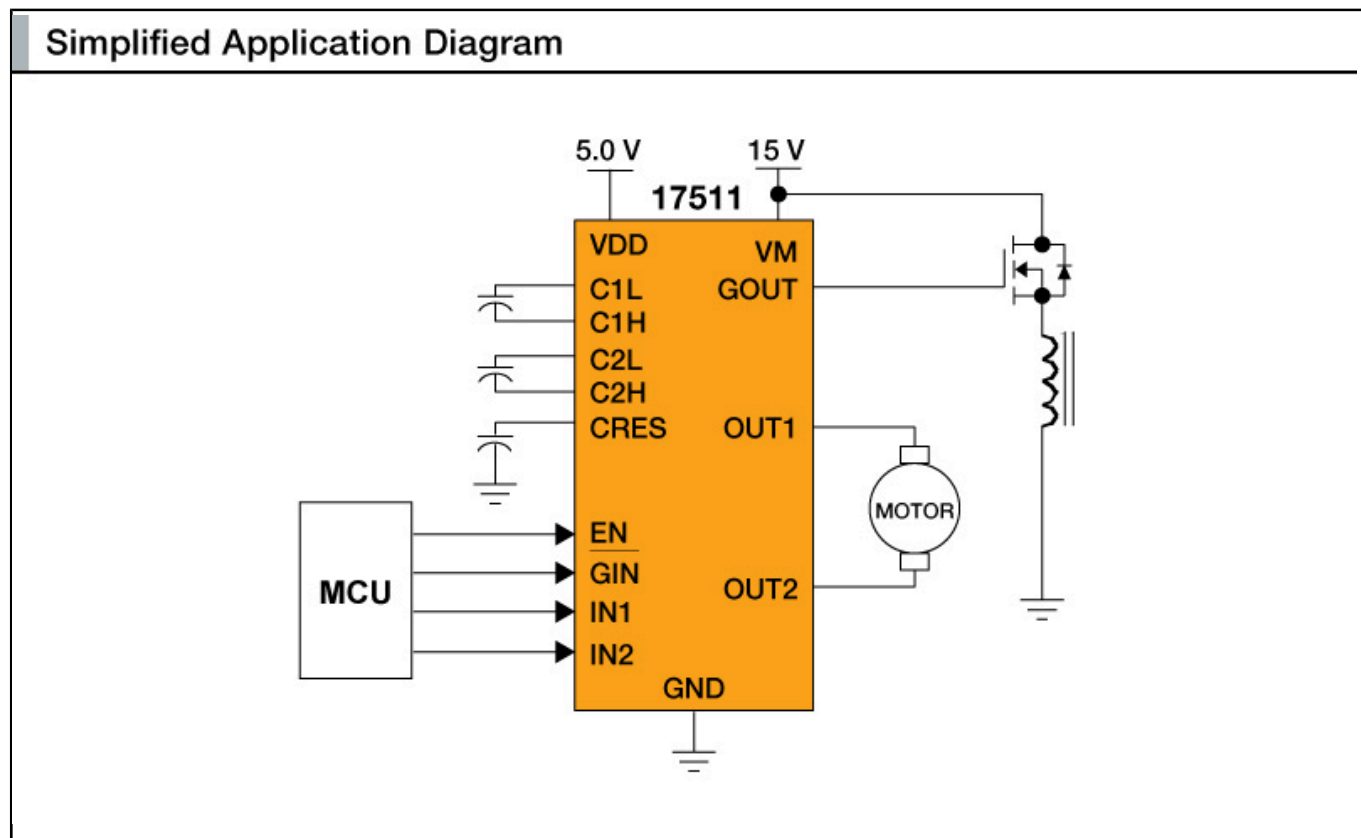 Simplified Application Diagram
5.0 V
15 V
17511
VDD
VM
C1L
GOUT
C1H
C2L
C2H
CRES
OUT1
MOTOR
MCU
EN
GIN
OUT2
IN1
IN2
GND